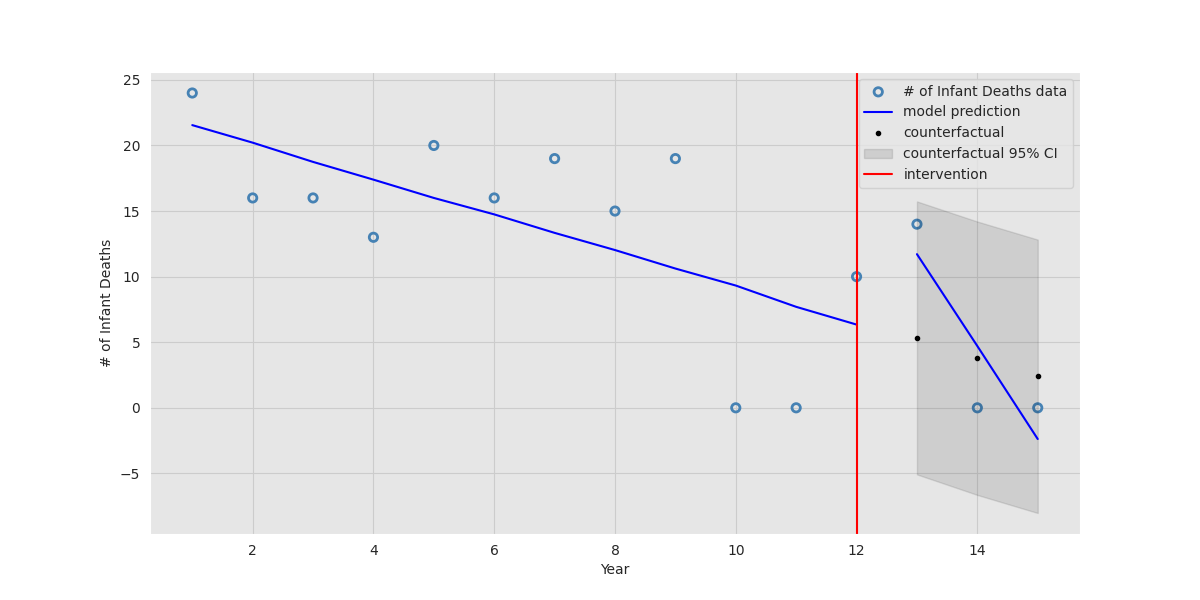 25
20
15
10
5
0
−5
# of Infant Deaths
# of Infant Deaths data
model prediction
counterfactual
counterfactual 95% CI
intervention
2 4 6 8 10 12 14
Year